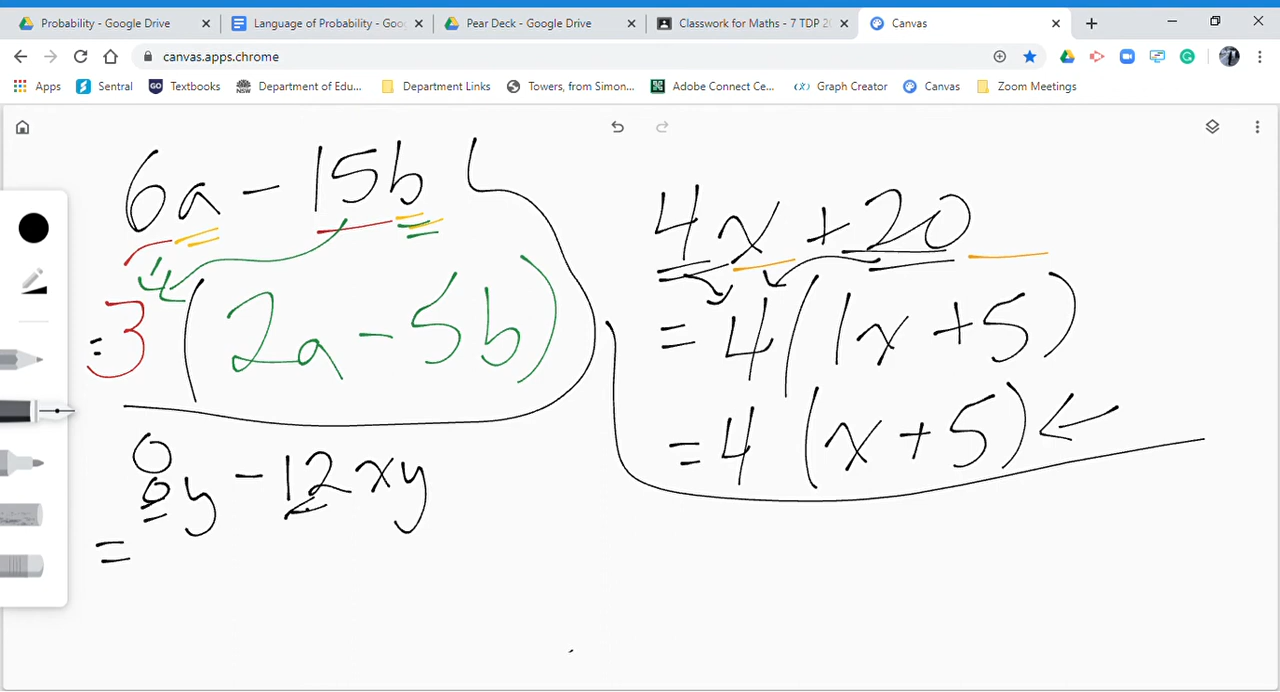 Probability - Google Drive
Language of Probability - Goo
Pear Deck - Google Drive
Classwork for Maths - 7 TDP 20
Canvas
canvas.apps.chrome
Apps
Sentral
GO Textbooks
Department of Edu...
Department Links
Towers, from Simon...
Adobe Connect Ce...
(x) Graph Creator
Canvas
Zoom Meetings
6a - 15b
= 3 (2a - 5b)
8y - 12xy
=
4x + 20
= 4(1x + 5)
= 4(x + 5) ←